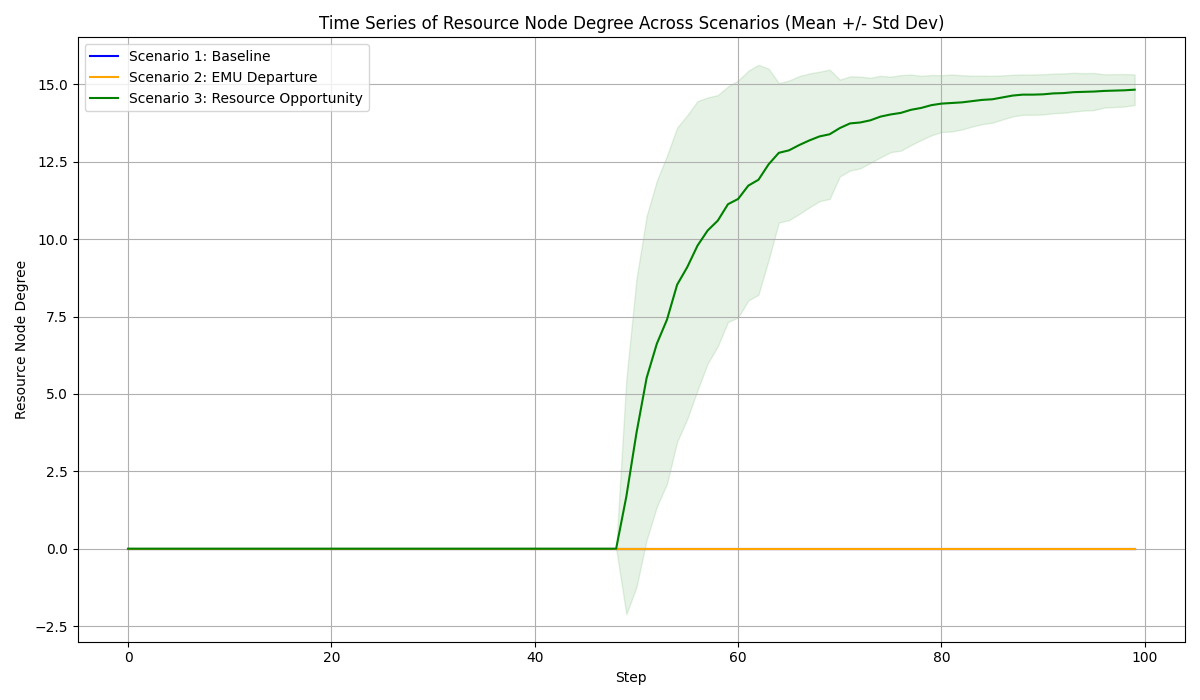 Time Series of Resource Node Degree Across Scenarios (Mean +/- Std Dev)
Scenario 1: Baseline
Scenario 2: EMU Departure
Scenario 3: Resource Opportunity
Resource Node Degree
15.0
12.5
10.0
7.5
5.0
2.5
0.0
−2.5
0 20 40 60 80 100
Step